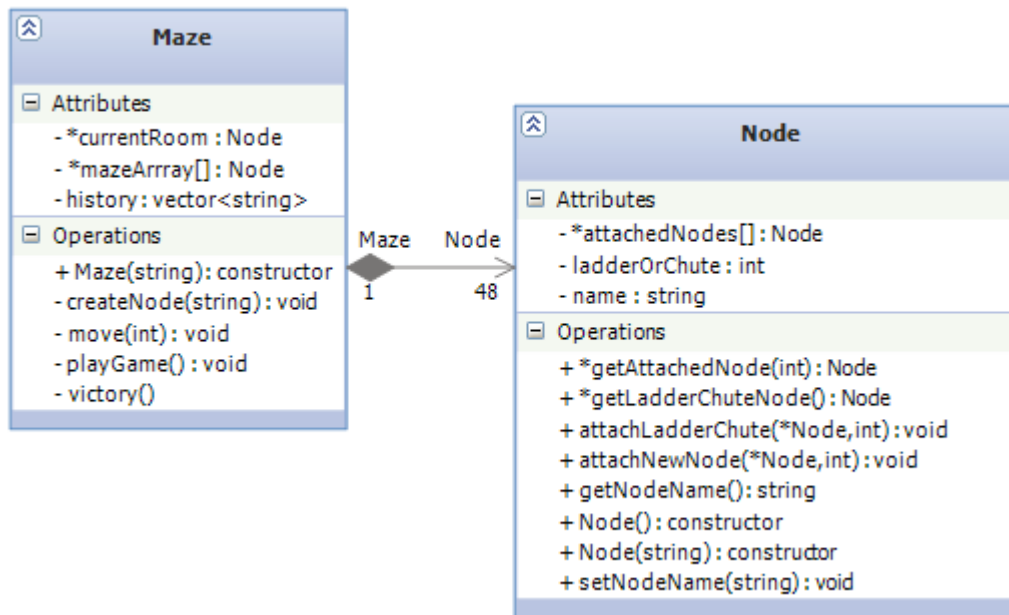 Maze
Attributes
- *currentRoom : Node
- *mazeArrray[] : Node
- history : vector<string>
Operations
+ Maze(string) : constructor
- createNode(string) : void
- move(int) : void
- playGame() : void
- victory()
Maze Node
1 48
Node
Attributes
- *attachedNodes[] : Node
- ladderOrChute : int
- name : string
Operations
+ *getAttachedNode(int) : Node
+ *getLadderChuteNode() : Node
+ attachLadderChute(*Node,int) : void
+ attachNewNode(*Node,int) : void
+ getNodeName() : string
+ Node() : constructor
+ Node(string) : constructor
+ setNodeName(string) : void